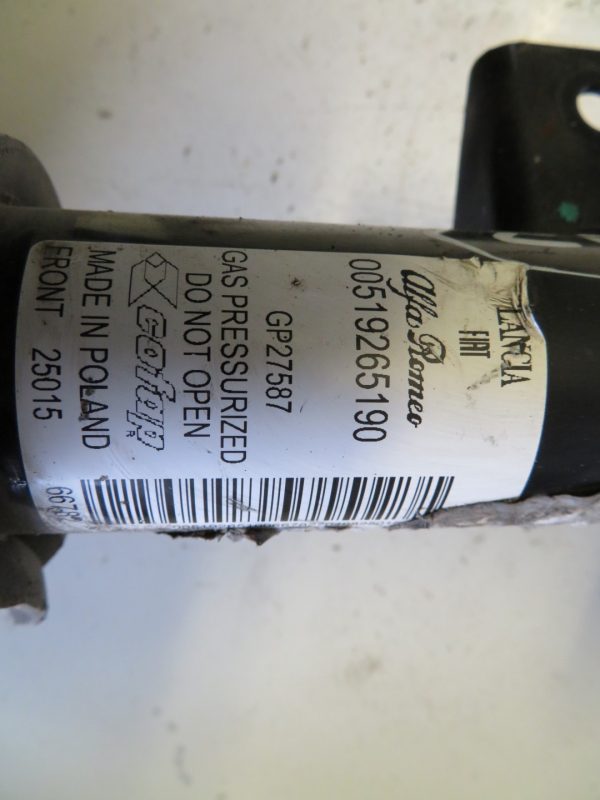 LANCIA
FIAT
Alfa Romeo
00519265190
GP27587
GAS PRESSURIZED
DO NOT OPEN
cofap
MADE IN POLAND
FRONT 25015